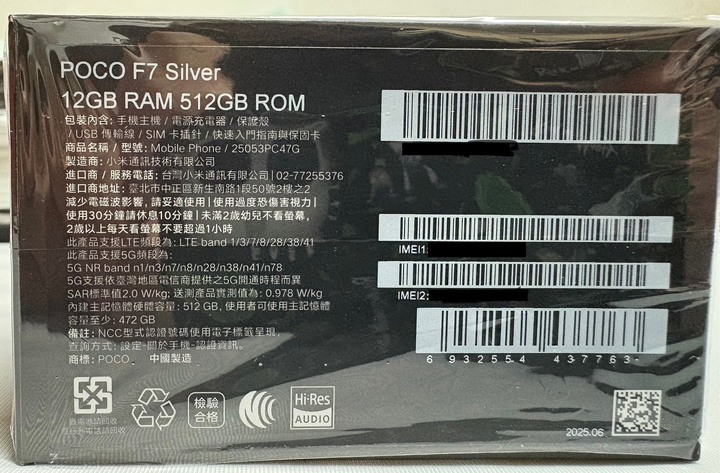 POCO F7 Silver
12GB RAM 512GB ROM
包裝內含: 手機主機 / 電源充電器 / 保護殼
/ USB 傳輸線 / SIM 卡插針 / 快速入門指南與保固卡
商品名稱 / 型號: Mobile Phone / 25053PC47G
製造商: 小米通訊技術有限公司
進口商 / 服務電話: 台灣小米通訊有限公司 | 02-77255376
進口商地址: 臺北市中正區新生南路1段50號2樓之2
減少電磁波影響, 請妥適使用 | 使用過度恐傷害視力 |
使用30分鐘請休息10分鐘 | 未滿2歲幼兒不看螢幕,
2歲以上每天看螢幕不要超過1小時
此產品支援LTE頻段為: LTE band 1/3/7/8/28/38/41
此產品支援5G頻段為:
5G NR band n1/n3/n7/n8/n28/n38/n41/n78
5G支援依臺灣地區電信商提供之5G開通時程而異
SAR標準值2.0 W/kg; 送測產品實測值為: 0.978 W/kg
內建主記憶體硬體容量: 512 GB, 使用者可使用主記憶體
容量至少: 472 GB
備註: NCC型式認證號碼使用電子標籤呈現,
查詢方式: 設定-關於手機-認證資訊。
商標: POCO 中國製造
IMEI1:
IMEI2:
6 932554 437763
廢電池請回收
檢驗
合格
Hi-Res
AUDIO
2025.06